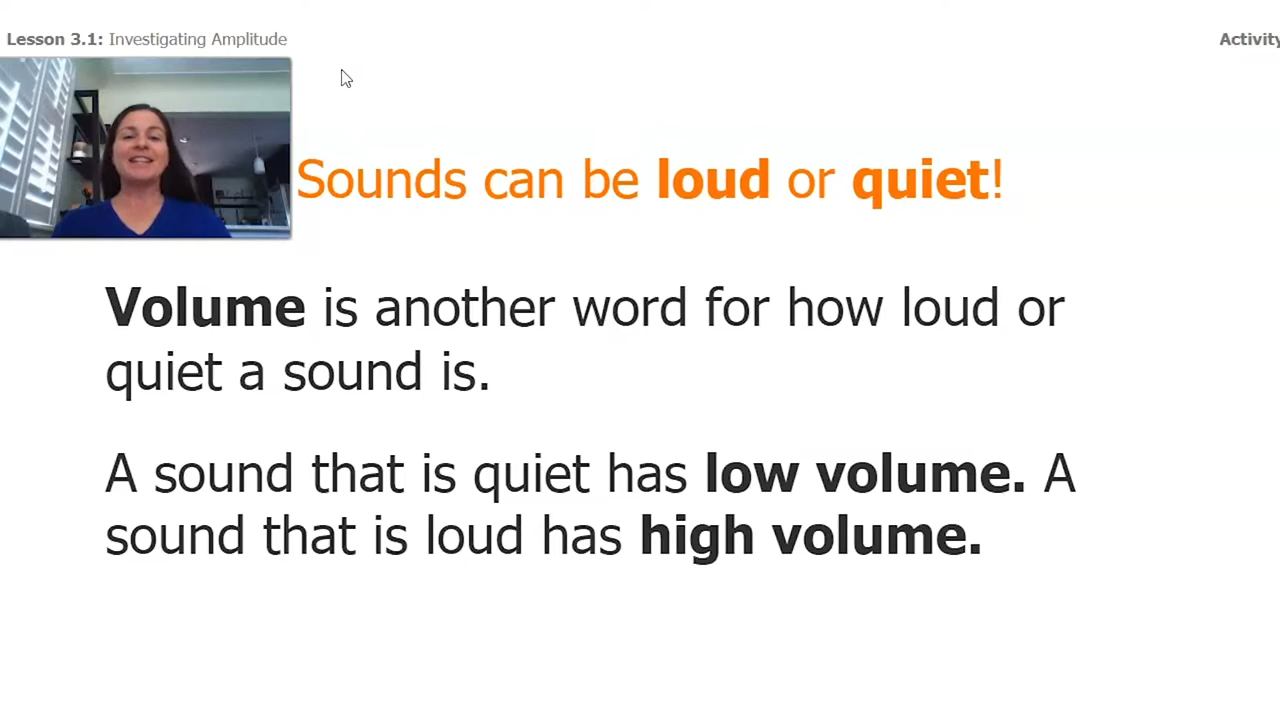 Lesson 3.1: Investigating Amplitude
Activity
Sounds can be loud or quiet!
Volume is another word for how loud or
quiet a sound is.
A sound that is quiet has low volume. A
sound that is loud has high volume.